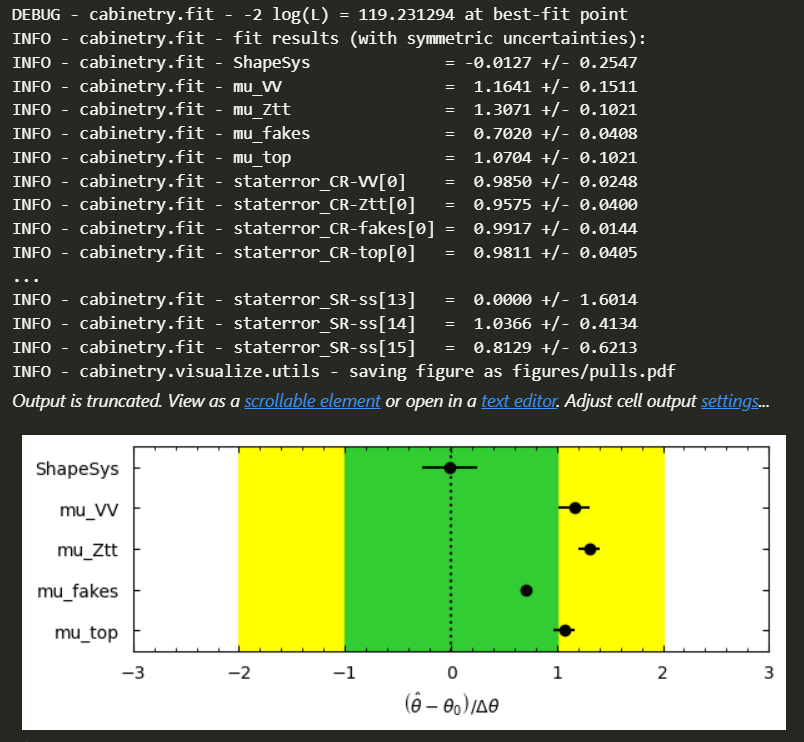 DEBUG - cabinetry.fit - -2 log(L) = 119.231294 at best-fit point
INFO - cabinetry.fit - fit results (with symmetric uncertainties):
INFO - cabinetry.fit - ShapeSys = -0.0127 +/- 0.2547
INFO - cabinetry.fit - mu_VV = 1.1641 +/- 0.1511
INFO - cabinetry.fit - mu_Ztt = 1.3071 +/- 0.1021
INFO - cabinetry.fit - mu_fakes = 0.7020 +/- 0.0408
INFO - cabinetry.fit - mu_top = 1.0704 +/- 0.1021
INFO - cabinetry.fit - staterror_CR-VV[0] = 0.9850 +/- 0.0248
INFO - cabinetry.fit - staterror_CR-Ztt[0] = 0.9575 +/- 0.0400
INFO - cabinetry.fit - staterror_CR-fakes[0] = 0.9917 +/- 0.0144
INFO - cabinetry.fit - staterror_CR-top[0] = 0.9811 +/- 0.0405
...
INFO - cabinetry.fit - staterror_SR-ss[13] = 0.0000 +/- 1.6014
INFO - cabinetry.fit - staterror_SR-ss[14] = 1.0366 +/- 0.4134
INFO - cabinetry.fit - staterror_SR-ss[15] = 0.8129 +/- 0.6213
INFO - cabinetry.visualize.utils - saving figure as figures/pulls.pdf
Output is truncated. View as a scrollable element or open in a text editor. Adjust cell output settings...
ShapeSys
mu_VV
mu_Ztt
mu_fakes
mu_top
−3 −2 −1 0 1 2 3
(θ̂ − θ₀)/Δθ